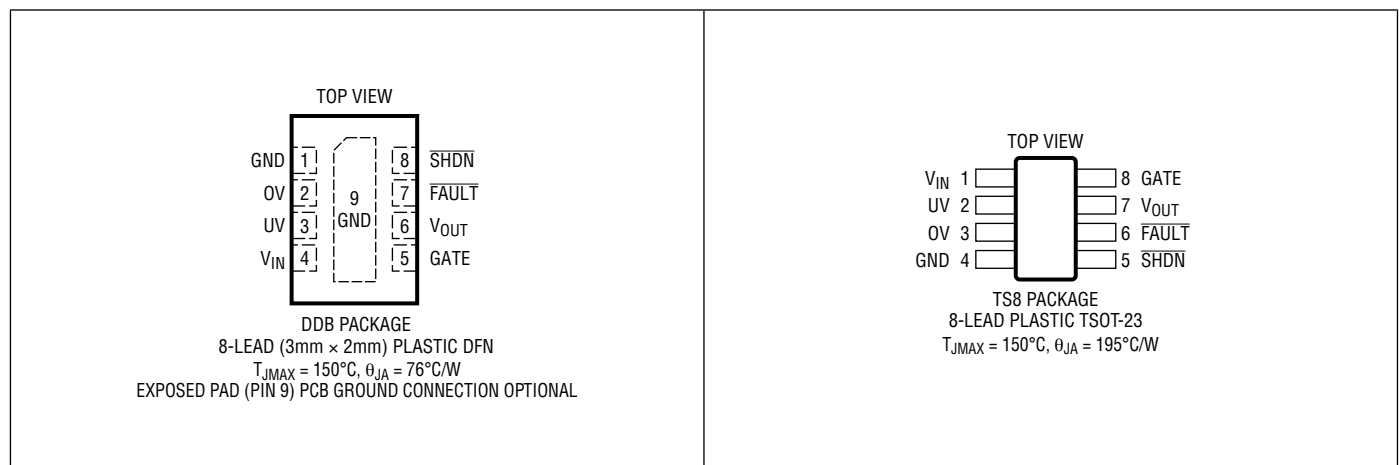 TOP VIEW
GND 1
OV 2
UV 3
VIN 4
9
GND
8 SHDN
7 FAULT
6 VOUT
5 GATE
DDB PACKAGE
8-LEAD (3mm × 2mm) PLASTIC DFN
TJMAX = 150°C, θJA = 76°C/W
EXPOSED PAD (PIN 9) PCB GROUND CONNECTION OPTIONAL
TOP VIEW
VIN 1
UV 2
OV 3
GND 4
8 GATE
7 VOUT
6 FAULT
5 SHDN
TS8 PACKAGE
8-LEAD PLASTIC TSOT-23
TJMAX = 150°C, θJA = 195°C/W